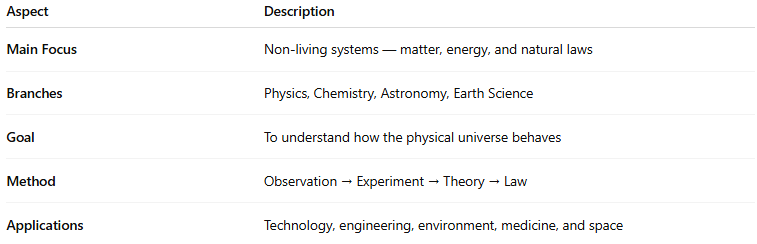 Aspect Description
Main Focus Non-living systems — matter, energy, and natural laws
Branches Physics, Chemistry, Astronomy, Earth Science
Goal To understand how the physical universe behaves
Method Observation → Experiment → Theory → Law
Applications Technology, engineering, environment, medicine, and space